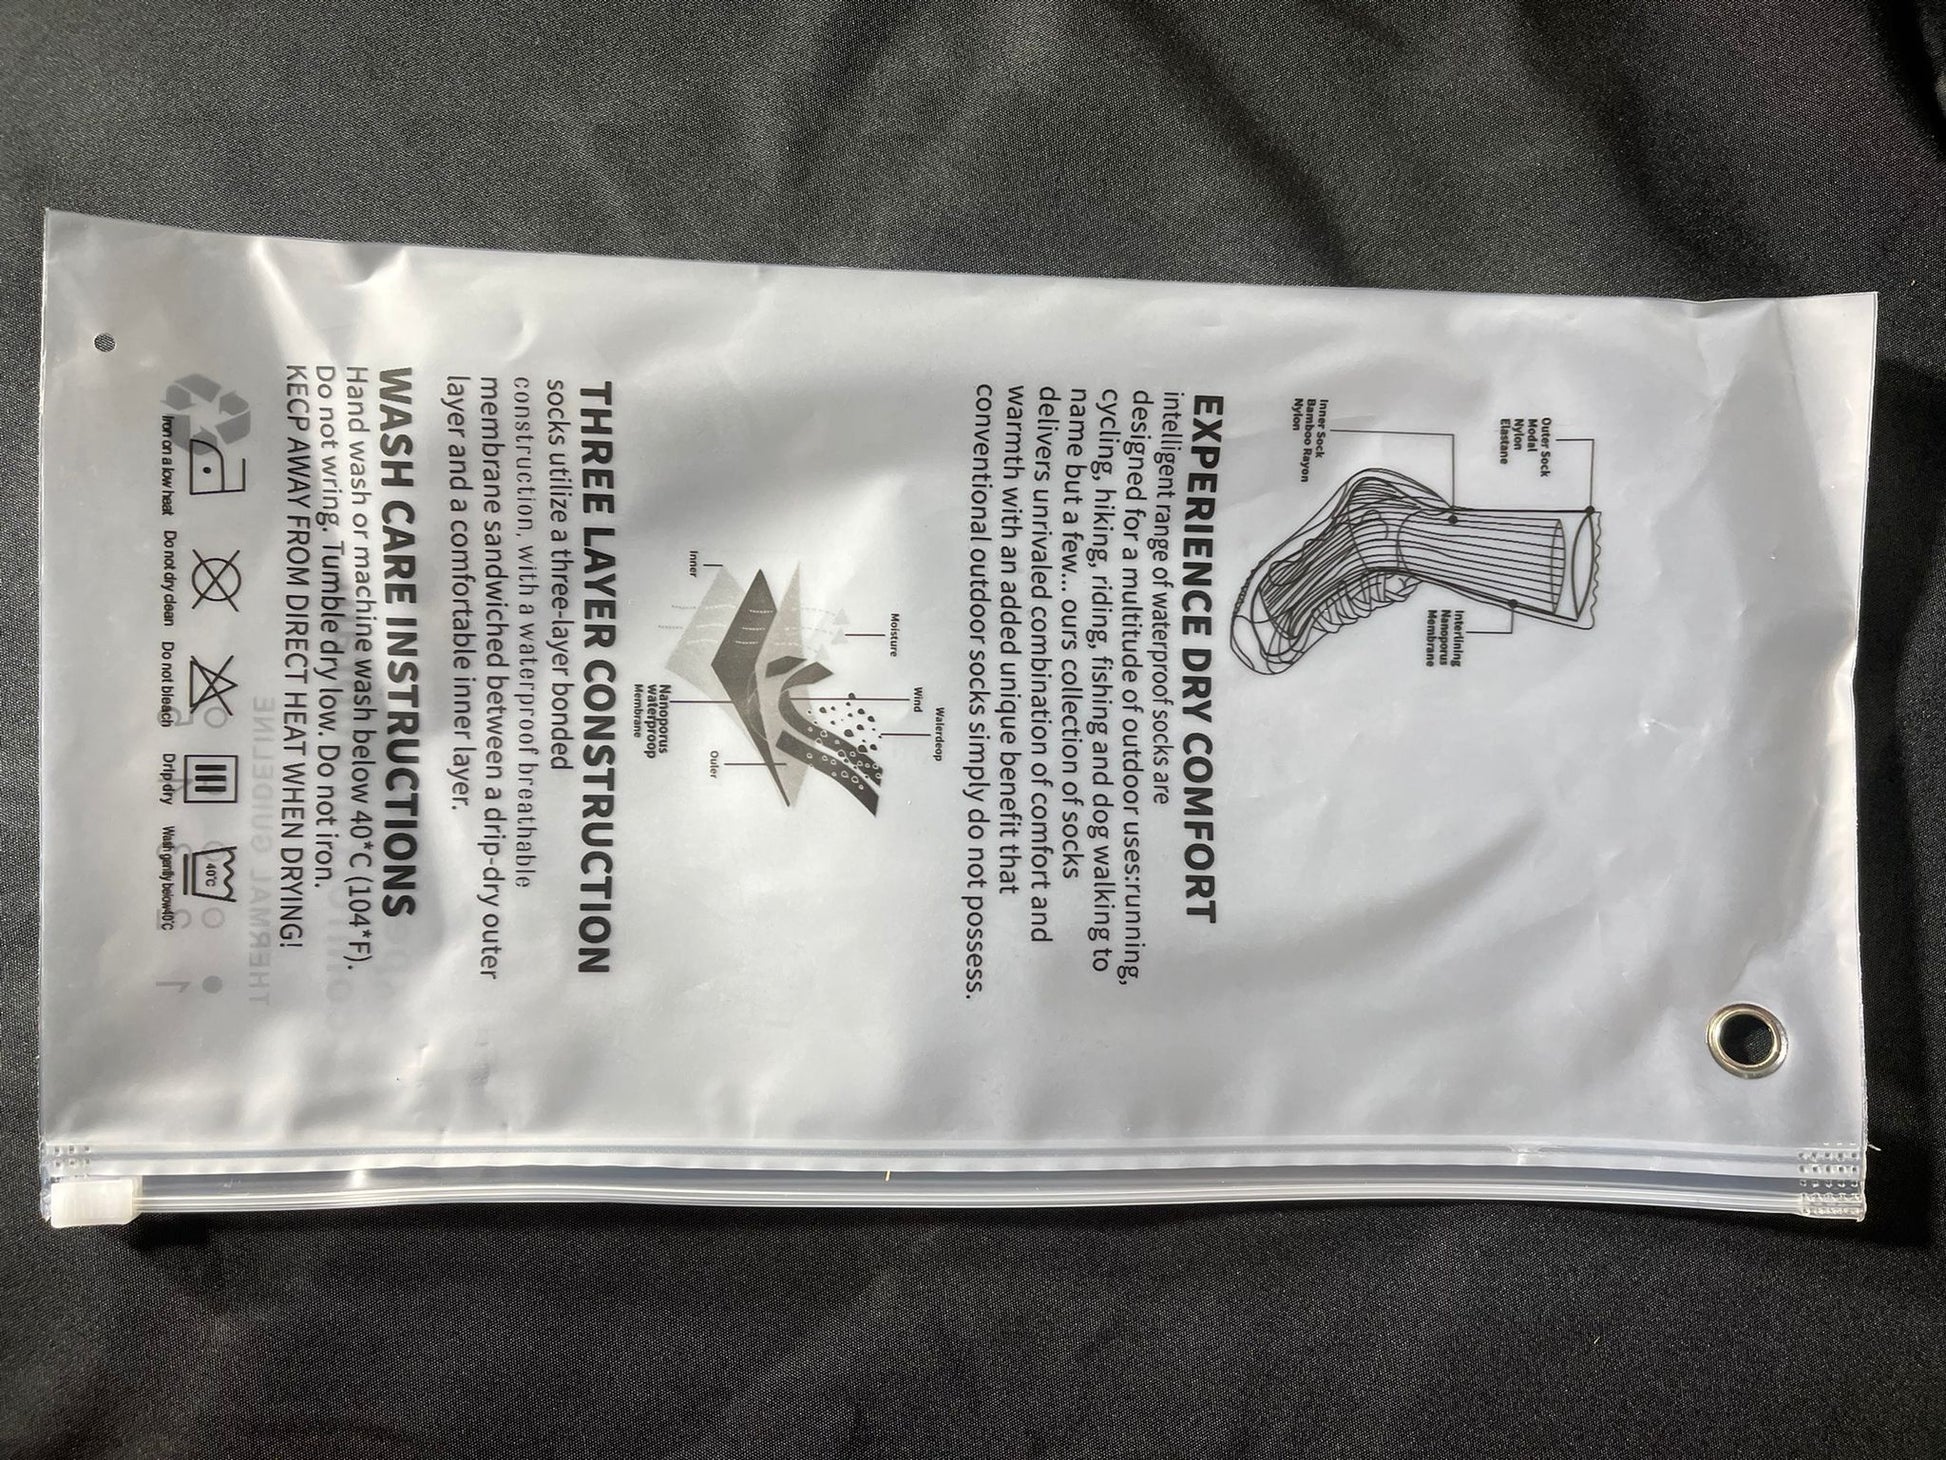 Outer Sock
Modal
Nylon
Elastane
Inner Sock
Bamboo Rayon
Nylon
Interlining
Nanoporus
Membrane
EXPERIENCE DRY COMFORT
intelligent range of waterproof socks are
designed for a multitude of outdoor uses:running,
cycling, hiking, riding, fishing and dog walking to
name but a few... ours collection of socks
delivers unrivaled combination of comfort and
warmth with an added unique benefit that
conventional outdoor socks simply do not possess.
Walerdeop
Wind
Moisture
Inner
Ouler
Nanoporus
waterproop
Membrane
THREE LAYER CONSTRUCTION
socks utilize a three-layer bonded
construction, with a waterproof breathable
membrane sandwiched between a drip-dry outer
layer and a comfortable inner layer.
WASH CARE INSTRUCTIONS
Hand wash or machine wash below 40*C (104*F).
Do not wring. Tumble dry low. Do not iron.
KECP AWAY FROM DIRECT HEAT WHEN DRYING!
THERMAL GUIDELINE
40°C
Iron on a low heat Do not dry clean Do not bleach Drip dry Wash gently below40°C